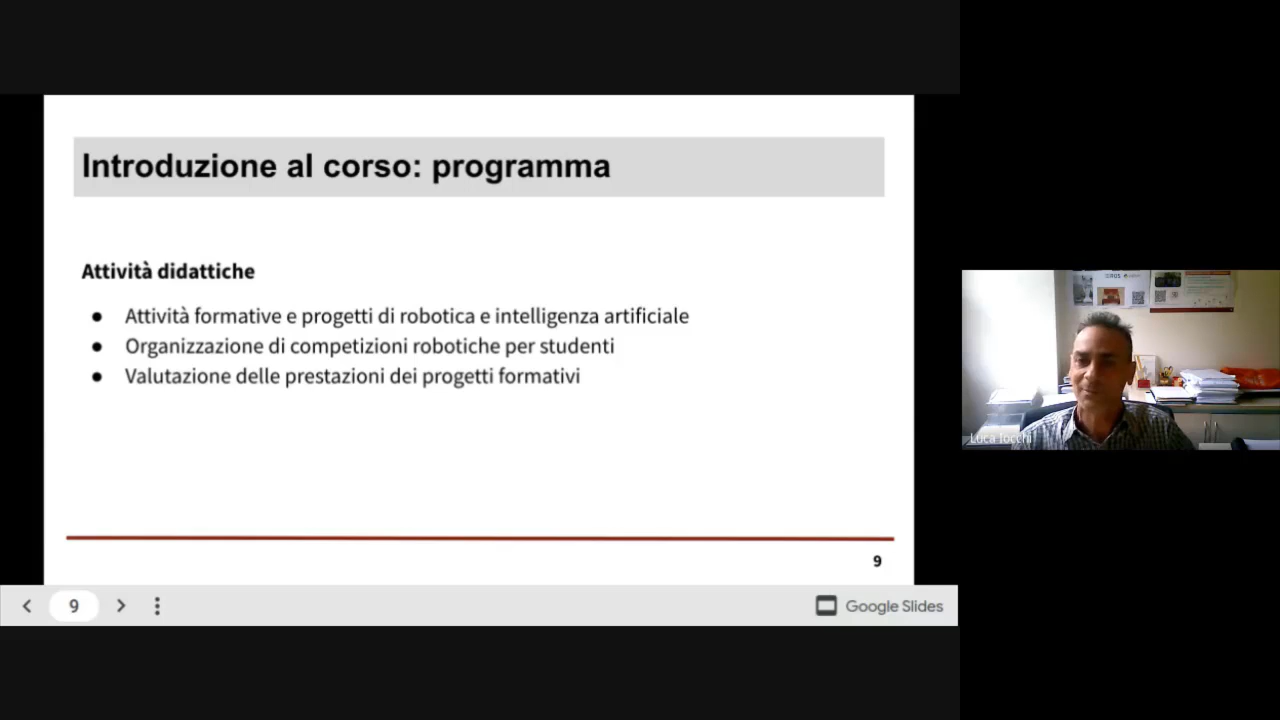 Introduzione al corso: programma
Attività didattiche
● Attività formative e progetti di robotica e intelligenza artificiale
● Organizzazione di competizioni robotiche per studenti
● Valutazione delle prestazioni dei progetti formativi
9
9
Google Slides
Luca Iocchi